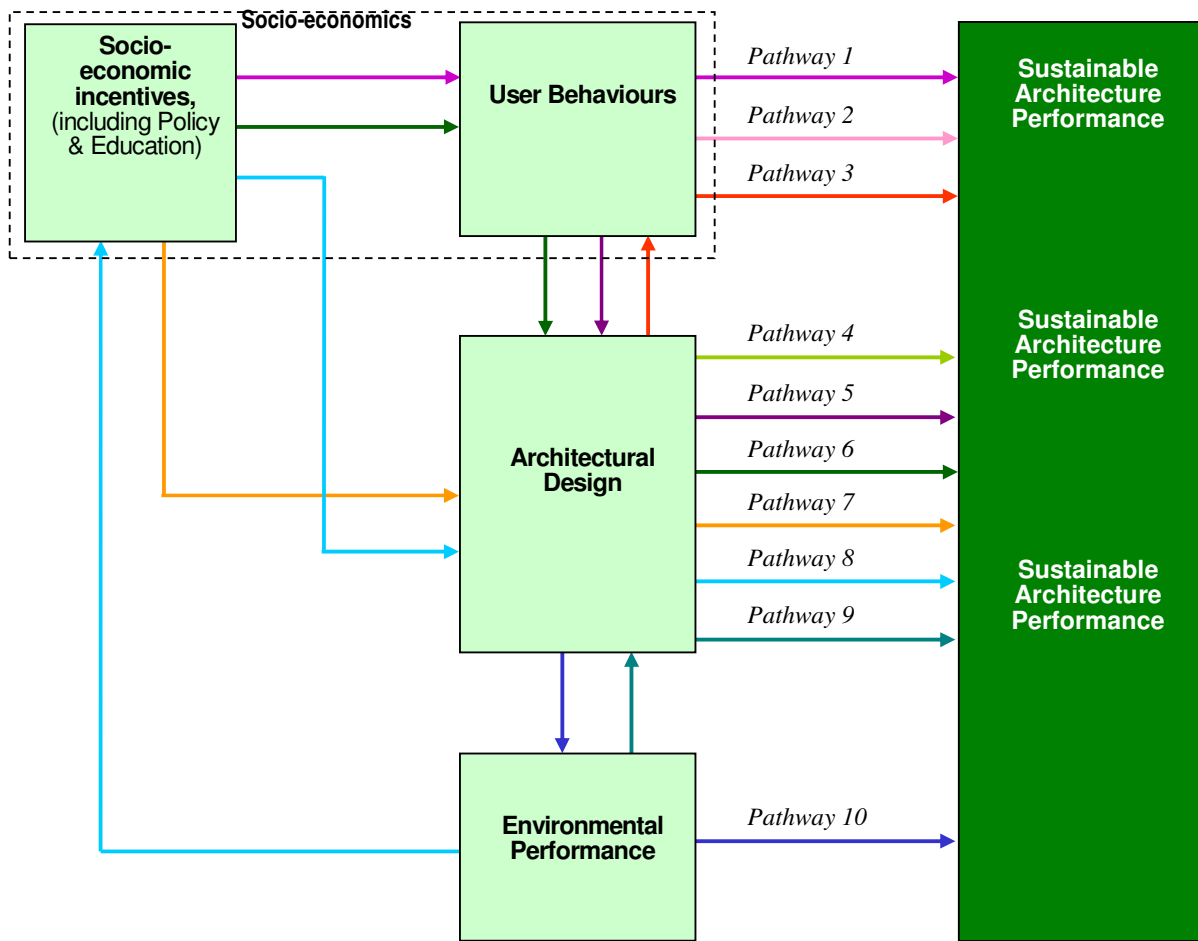 Socio-economics
Socio-
economic
incentives,
(including Policy
& Education)
User Behaviours
Pathway 1
Pathway 2
Pathway 3
Sustainable
Architecture
Performance
Architectural
Design
Pathway 4
Pathway 5
Pathway 6
Pathway 7
Pathway 8
Pathway 9
Sustainable
Architecture
Performance
Sustainable
Architecture
Performance
Environmental
Performance
Pathway 10